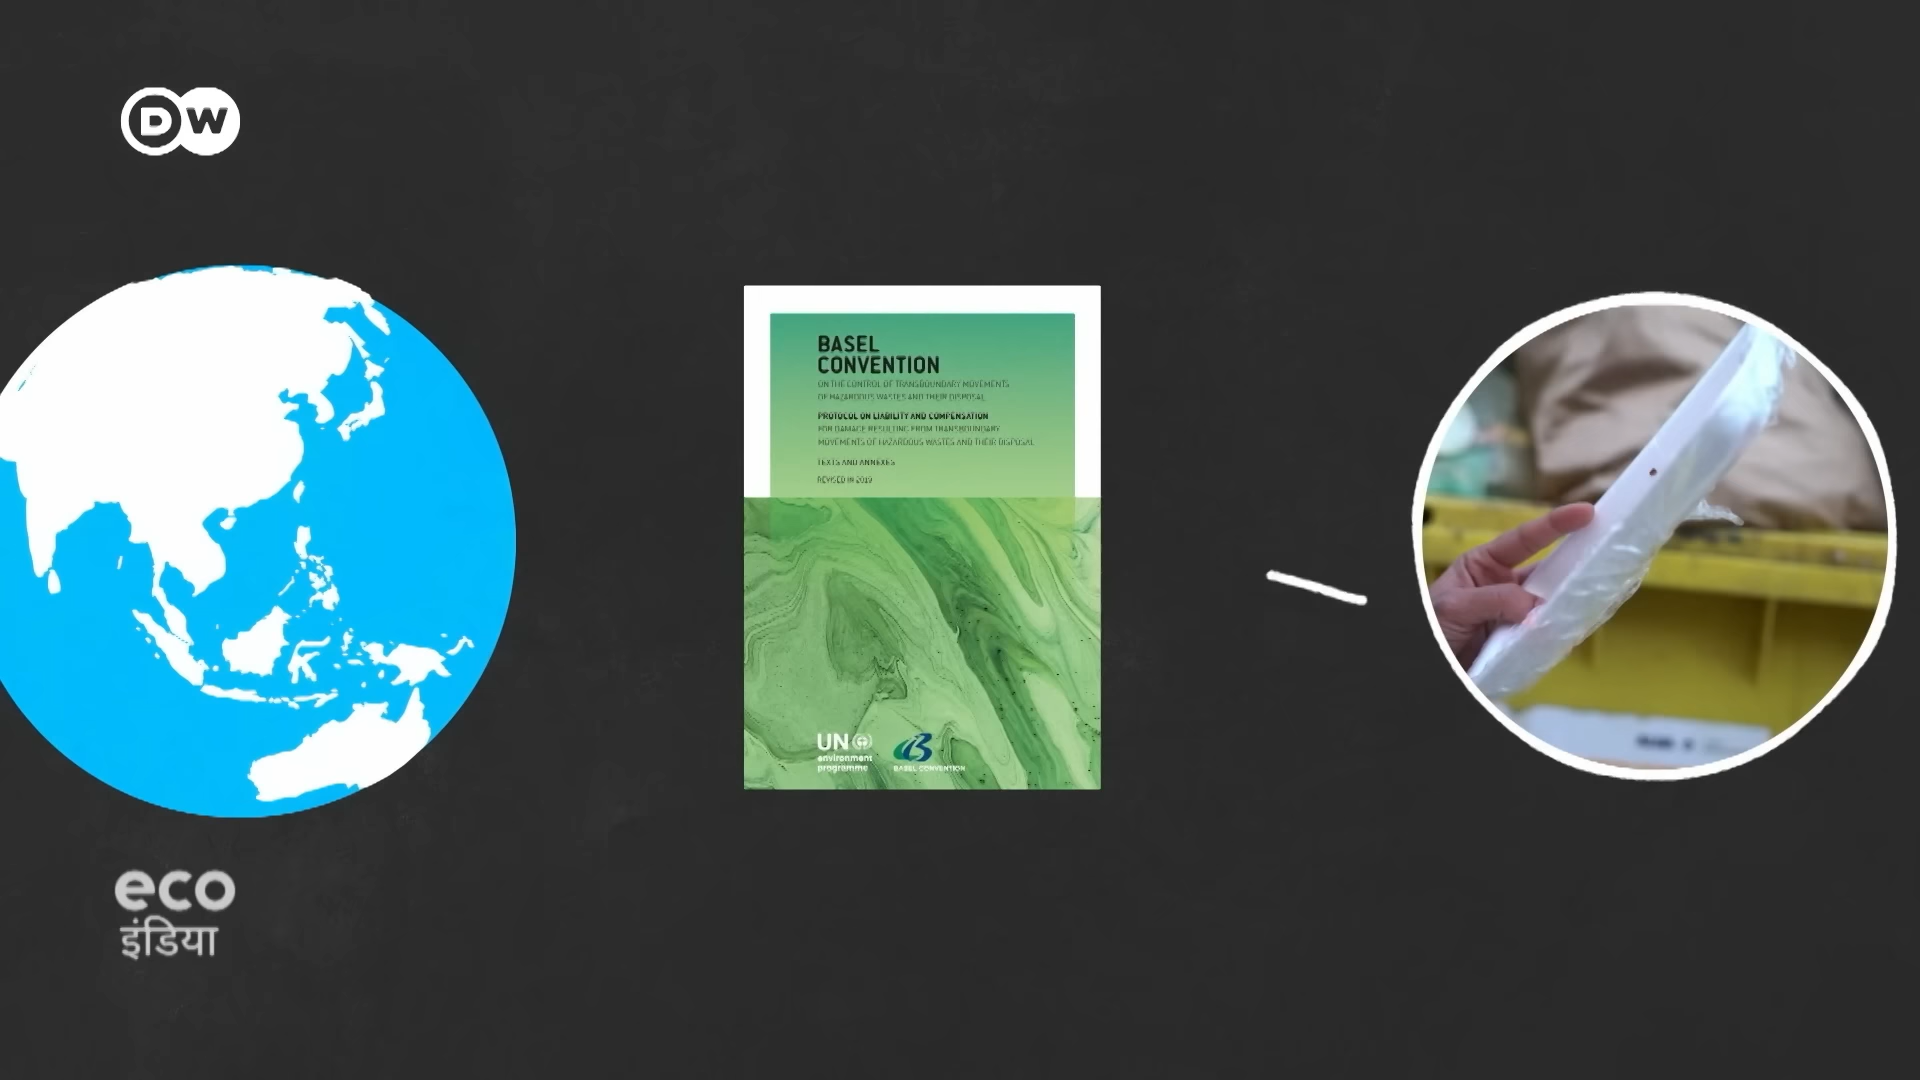 DW
BASEL
CONVENTION
ON THE CONTROL OF TRANSBOUNDARY MOVEMENTS
OF HAZARDOUS WASTES AND THEIR DISPOSAL
PROTOCOL ON LIABILITY AND COMPENSATION
FOR DAMAGE RESULTING FROM TRANSBOUNDARY
MOVEMENTS OF HAZARDOUS WASTES AND THEIR DISPOSAL
TEXTS AND ANNEXES
REVISED IN 2019
UN
environment
programme
BASEL CONVENTION
eco
इंडिया